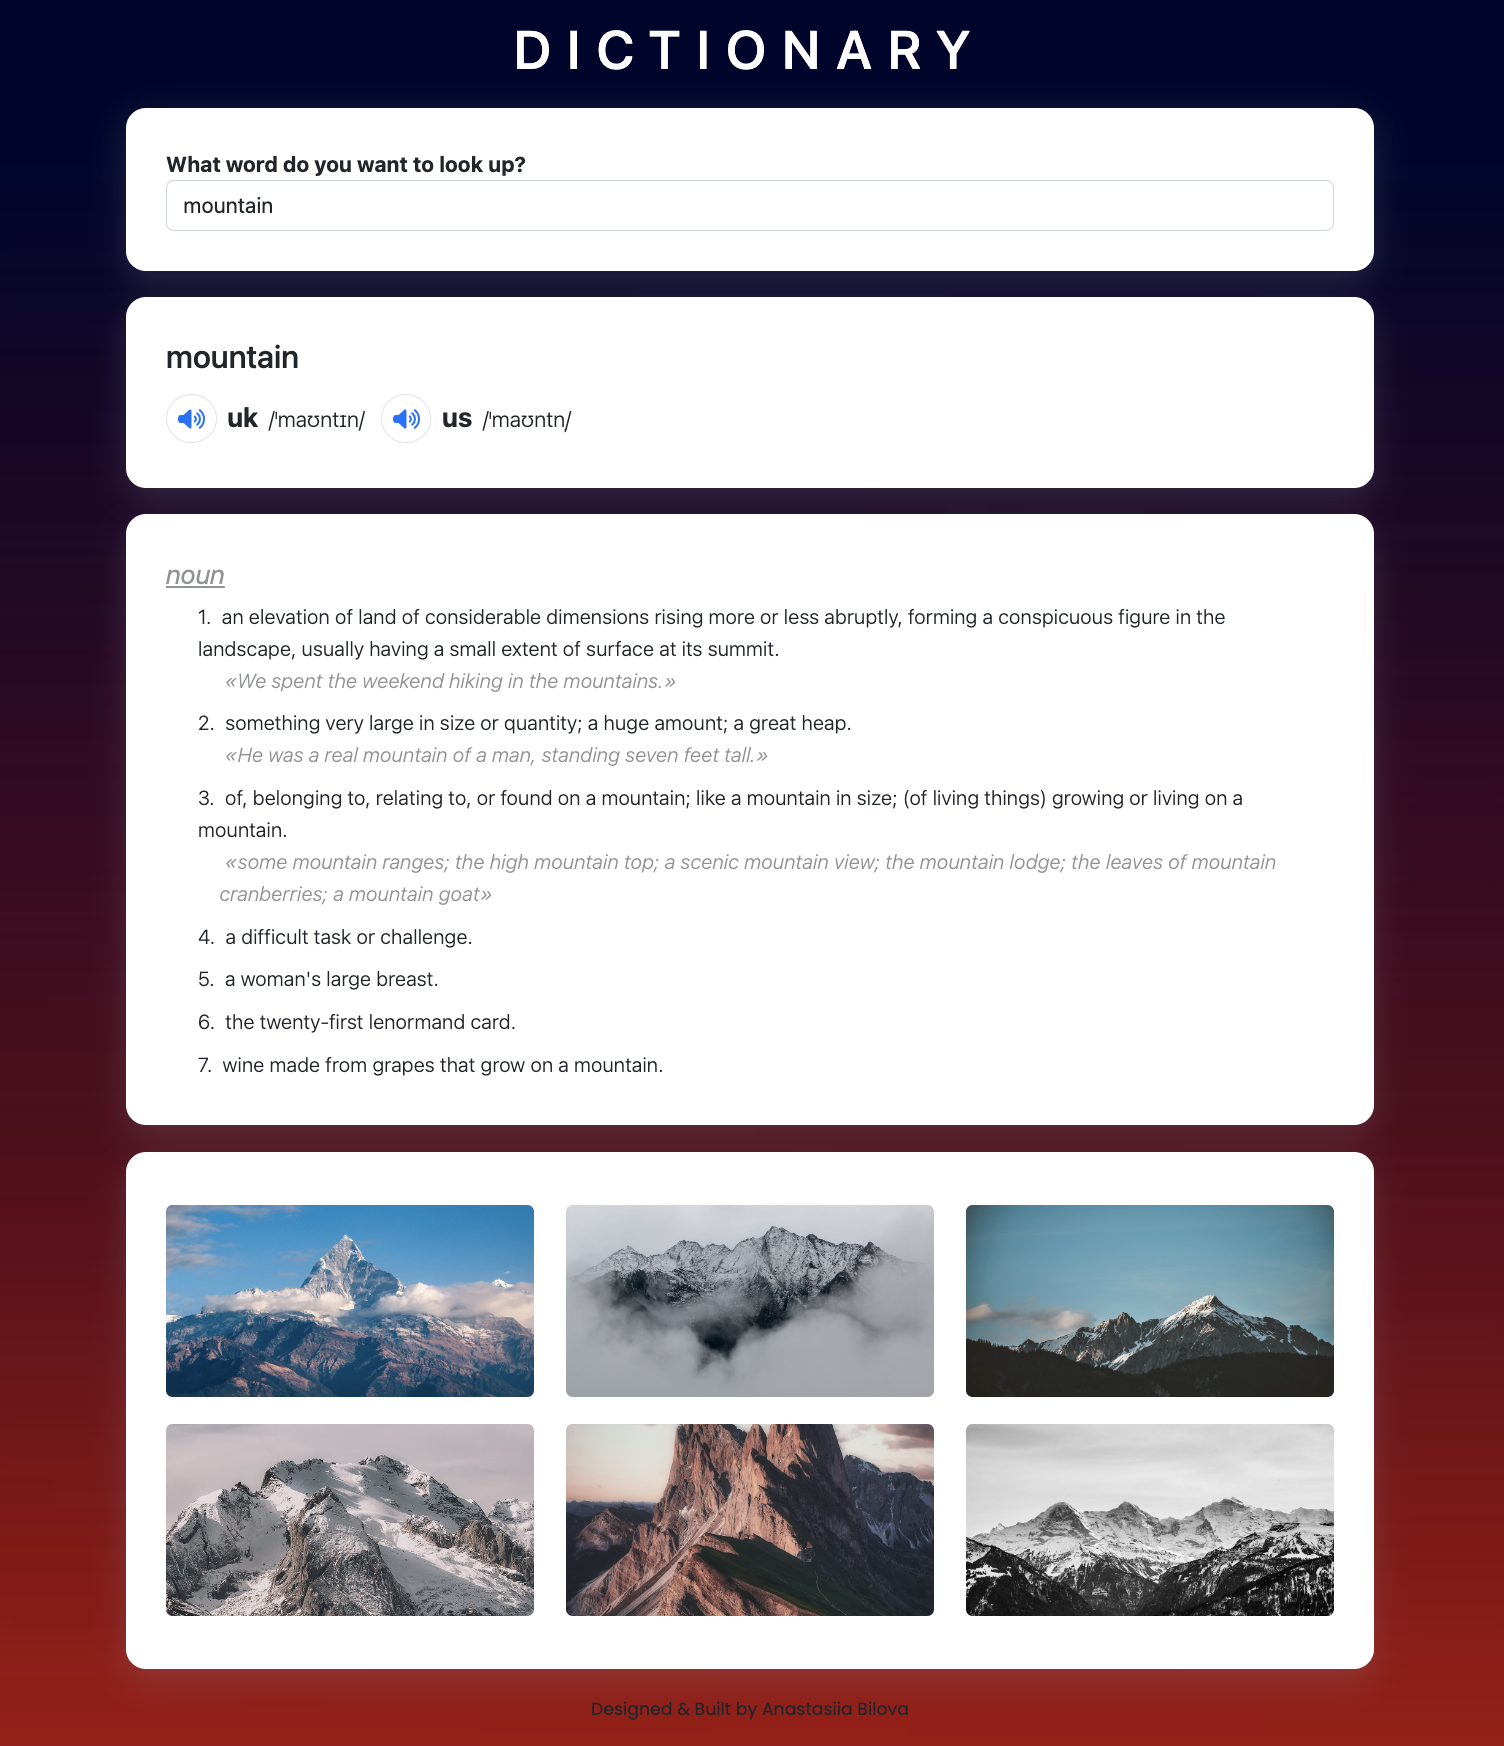 DICTIONARY
What word do you want to look up?
mountain
mountain
uk /ˈmaʊntɪn/ us /ˈmaʊntn/
noun
1. an elevation of land of considerable dimensions rising more or less abruptly, forming a conspicuous figure in the
landscape, usually having a small extent of surface at its summit.
«We spent the weekend hiking in the mountains.»
2. something very large in size or quantity; a huge amount; a great heap.
«He was a real mountain of a man, standing seven feet tall.»
3. of, belonging to, relating to, or found on a mountain; like a mountain in size; (of living things) growing or living on a
mountain.
«some mountain ranges; the high mountain top; a scenic mountain view; the mountain lodge; the leaves of mountain
cranberries; a mountain goat»
4. a difficult task or challenge.
5. a woman's large breast.
6. the twenty-first lenormand card.
7. wine made from grapes that grow on a mountain.
Designed & Built by Anastasiia Bilova